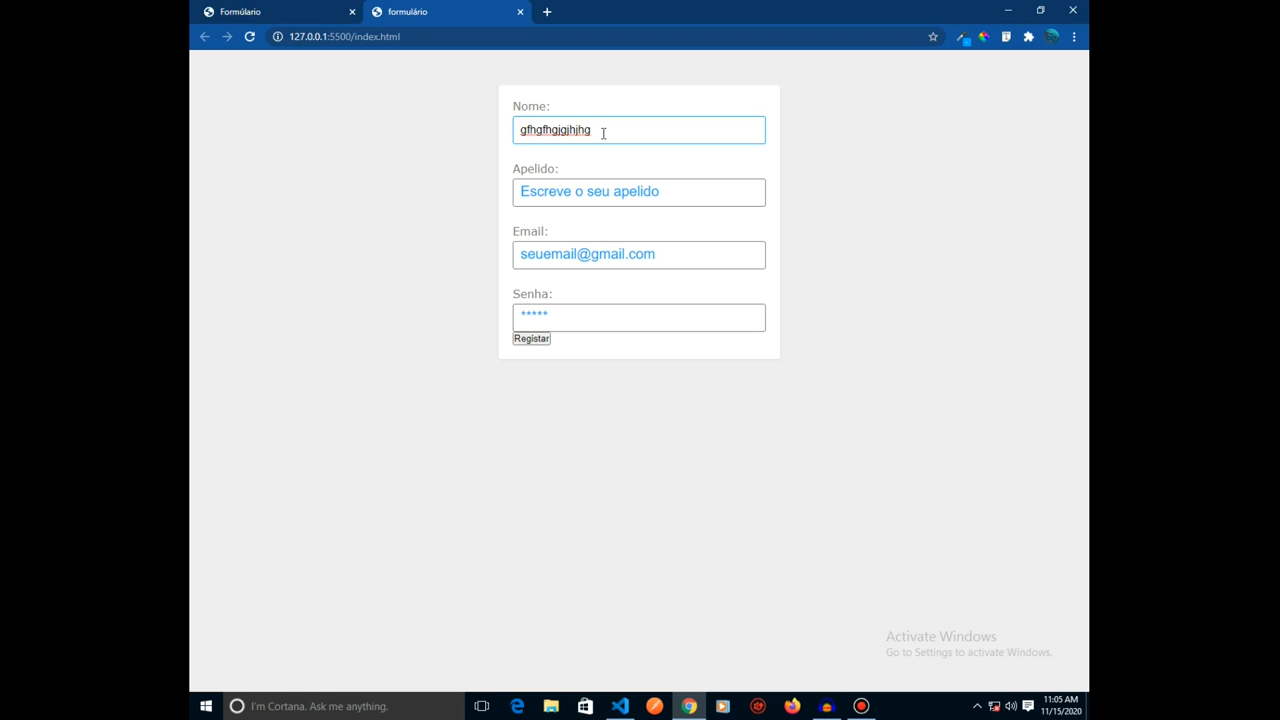 Formúlario
formulário
127.0.0.1:5500/index.html
Nome:
gfhgfhgjgjhjhg
Apelido:
Escreve o seu apelido
Email:
seuemail@gmail.com
Senha:
*****
Registar
Activate Windows
Go to Settings to activate Windows.
I'm Cortana. Ask me anything.
11:05 AM
11/15/2020